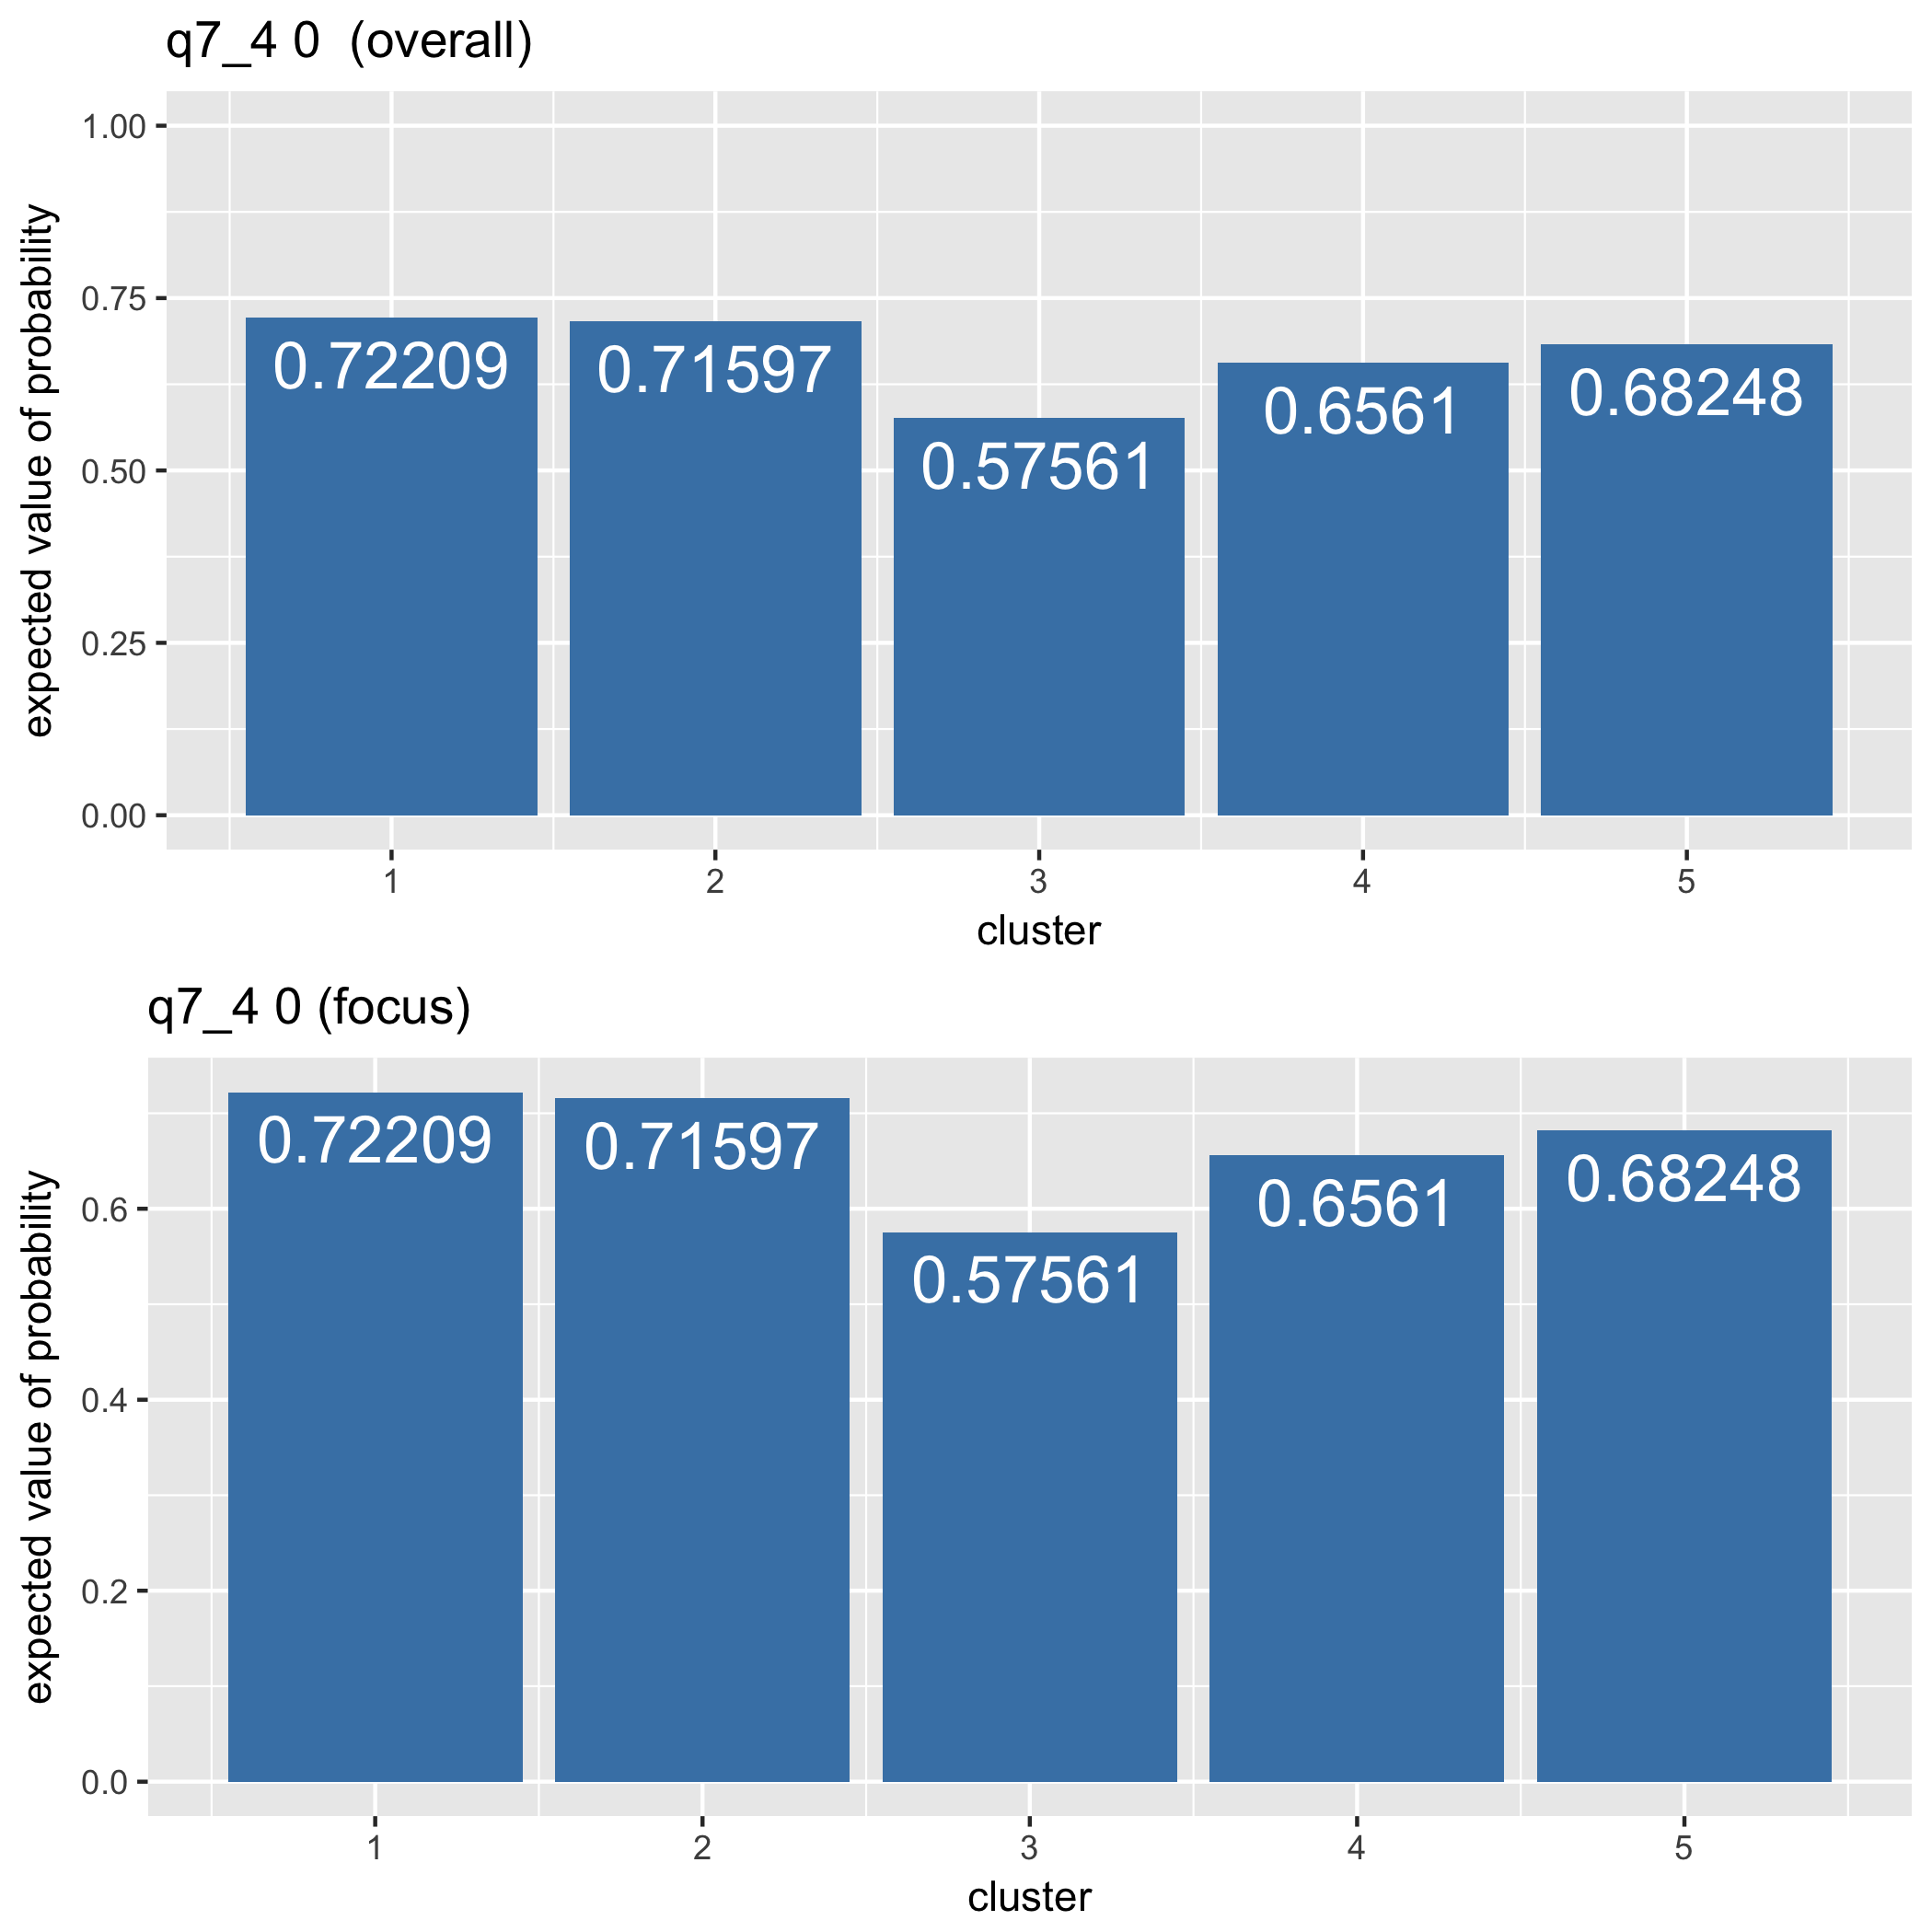 q7_4 0  (overall)
expected value of probability
1.00
0.75
0.50
0.25
0.00
0.72209
0.71597
0.57561
0.6561
0.68248
1 2 3 4 5
cluster
q7_4 0 (focus)
expected value of probability
0.6
0.4
0.2
0.0
0.72209
0.71597
0.57561
0.6561
0.68248
1 2 3 4 5
cluster